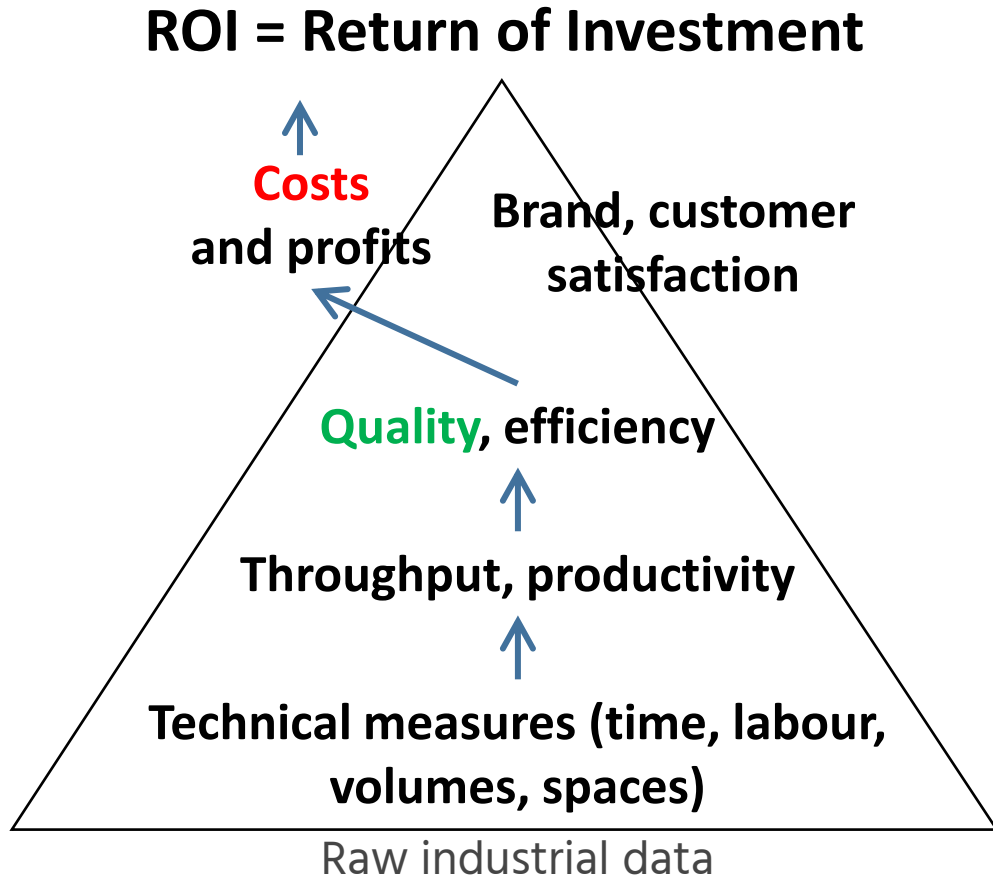 ROI = Return of Investment
Costs
and profits
Brand, customer
satisfaction
Quality, efficiency
Throughput, productivity
Technical measures (time, labour,
volumes, spaces)
Raw industrial data